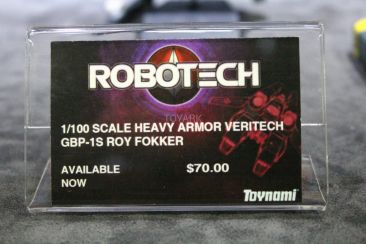 ROBOTECH
TOYARK
1/100 SCALE HEAVY ARMOR VERITECH
GBP-1S ROY FOKKER
AVAILABLE $70.00
NOW
Toynami